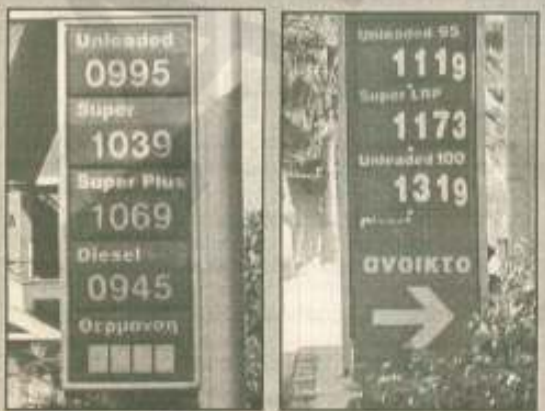 Unleaded
0995
Super
1039
Super Plus
1069
Diesel
0945
Θερμανση
Unleaded 95
1119
Super LRP
1173
Unleaded 100
1319
ανοικτο